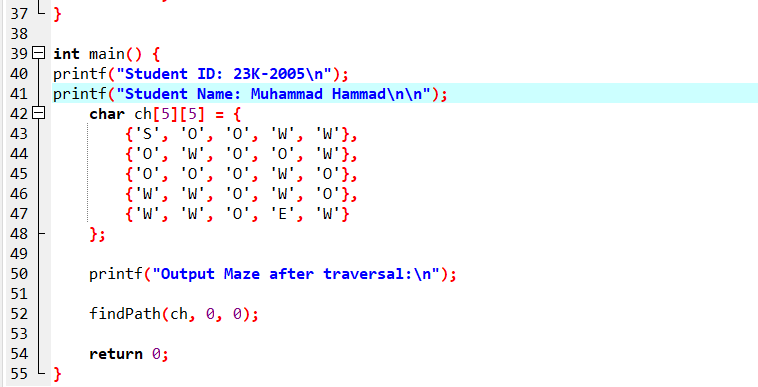 37 }
38
39 int main() {
40 printf("Student ID: 23K-2005\n");
41 printf("Student Name: Muhammad Hammad\n\n");
42     char ch[5][5] = {
43         {'S', 'O', 'O', 'W', 'W'},
44         {'O', 'W', 'O', 'O', 'W'},
45         {'O', 'O', 'O', 'W', 'O'},
46         {'W', 'W', 'O', 'W', 'O'},
47         {'W', 'W', 'O', 'E', 'W'}
48     };
49
50     printf("Output Maze after traversal:\n");
51
52     findPath(ch, 0, 0);
53
54     return 0;
55 }